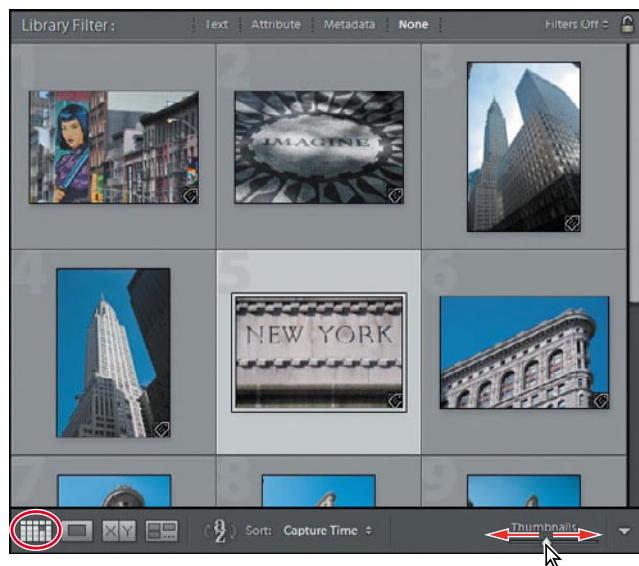 Library Filter: Text Attribute Metadata None Filters Off
1 2 3
IMAGINE
4 5 6
NEW YORK
7 8 9
XY Sort: Capture Time Thumbnails